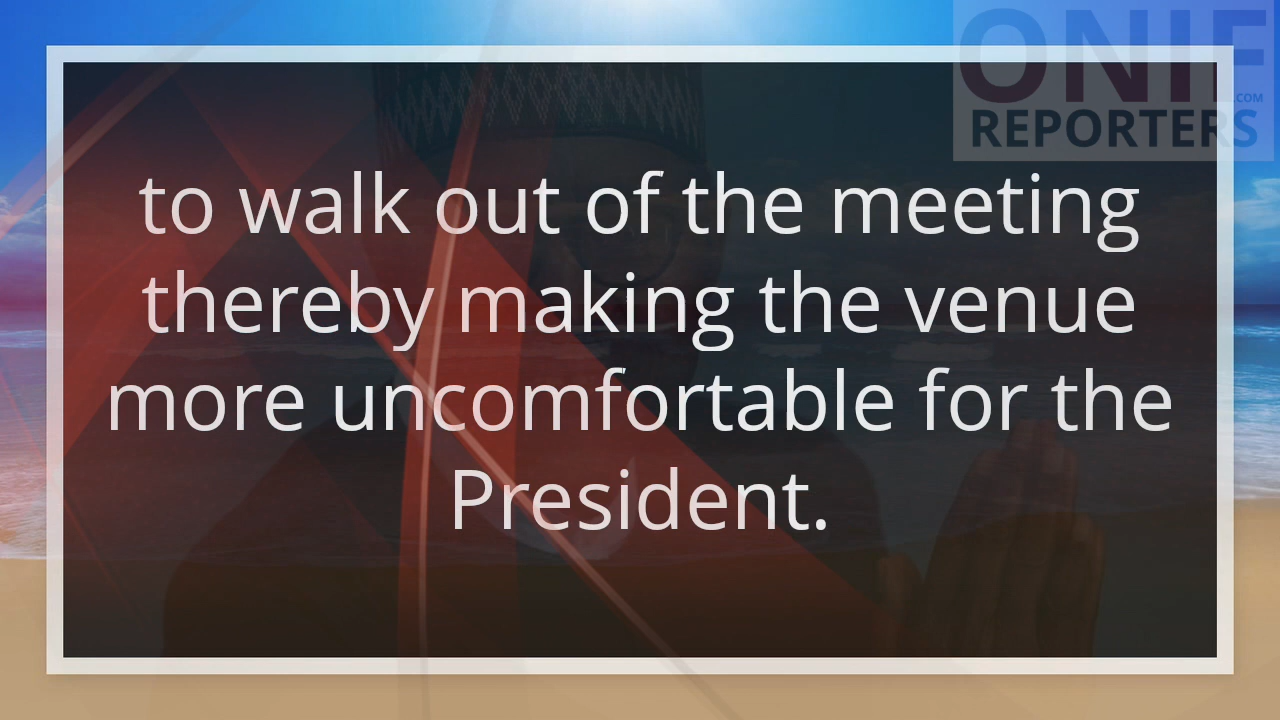 ONIF
.COM
REPORTERS
to walk out of the meeting
thereby making the venue
more uncomfortable for the
President.